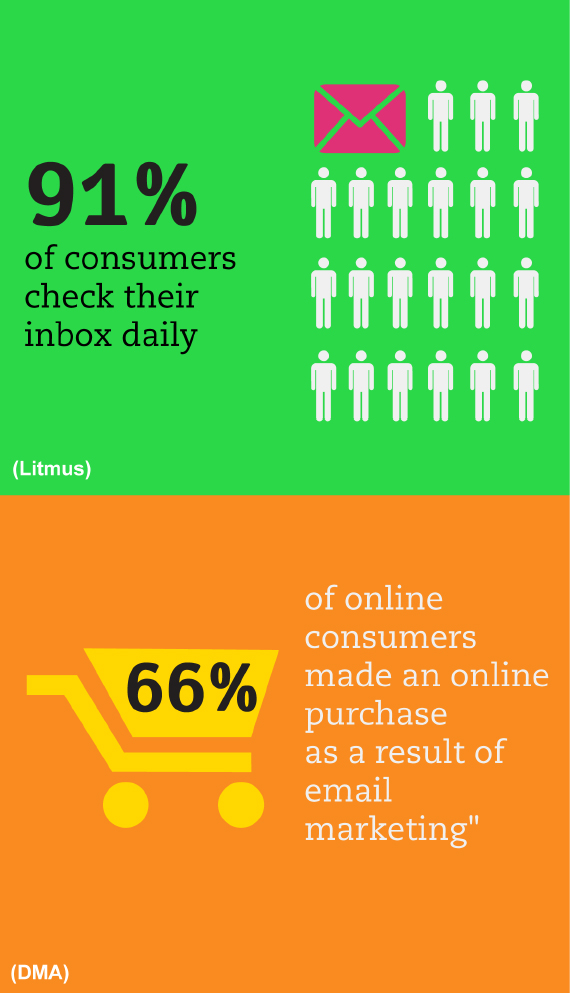 91%
of consumers
check their
inbox daily
(Litmus)
66%
of online
consumers
made an online
purchase
as a result of
email
marketing"
(DMA)